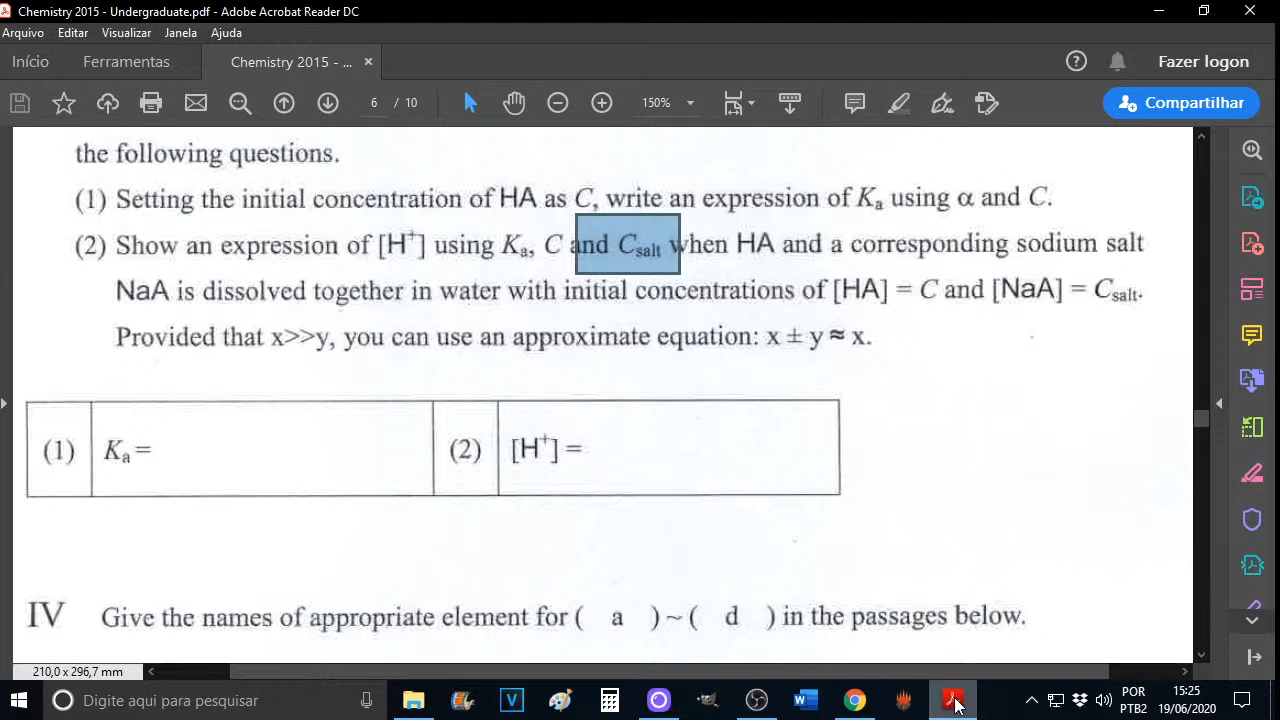 Chemistry 2015 - Undergraduate.pdf - Adobe Acrobat Reader DC
Arquivo Editar Visualizar Janela Ajuda
Início Ferramentas Chemistry 2015 - ... × Fazer logon
6 / 10 150% Compartilhar
the following questions.
(1) Setting the initial concentration of HA as C, write an expression of Kₐ using α and C.
(2) Show an expression of [H⁺] using Kₐ, C and Csalt when HA and a corresponding sodium salt
NaA is dissolved together in water with initial concentrations of [HA] = C and [NaA] = Csalt.
Provided that x>>y, you can use an approximate equation: x ± y ≈ x.
(1) Kₐ = (2) [H⁺] =
IV Give the names of appropriate element for ( a ) ~ ( d ) in the passages below.
210,0 x 296,7 mm
Digite aqui para pesquisar
POR 15:25
PTB2 19/06/2020